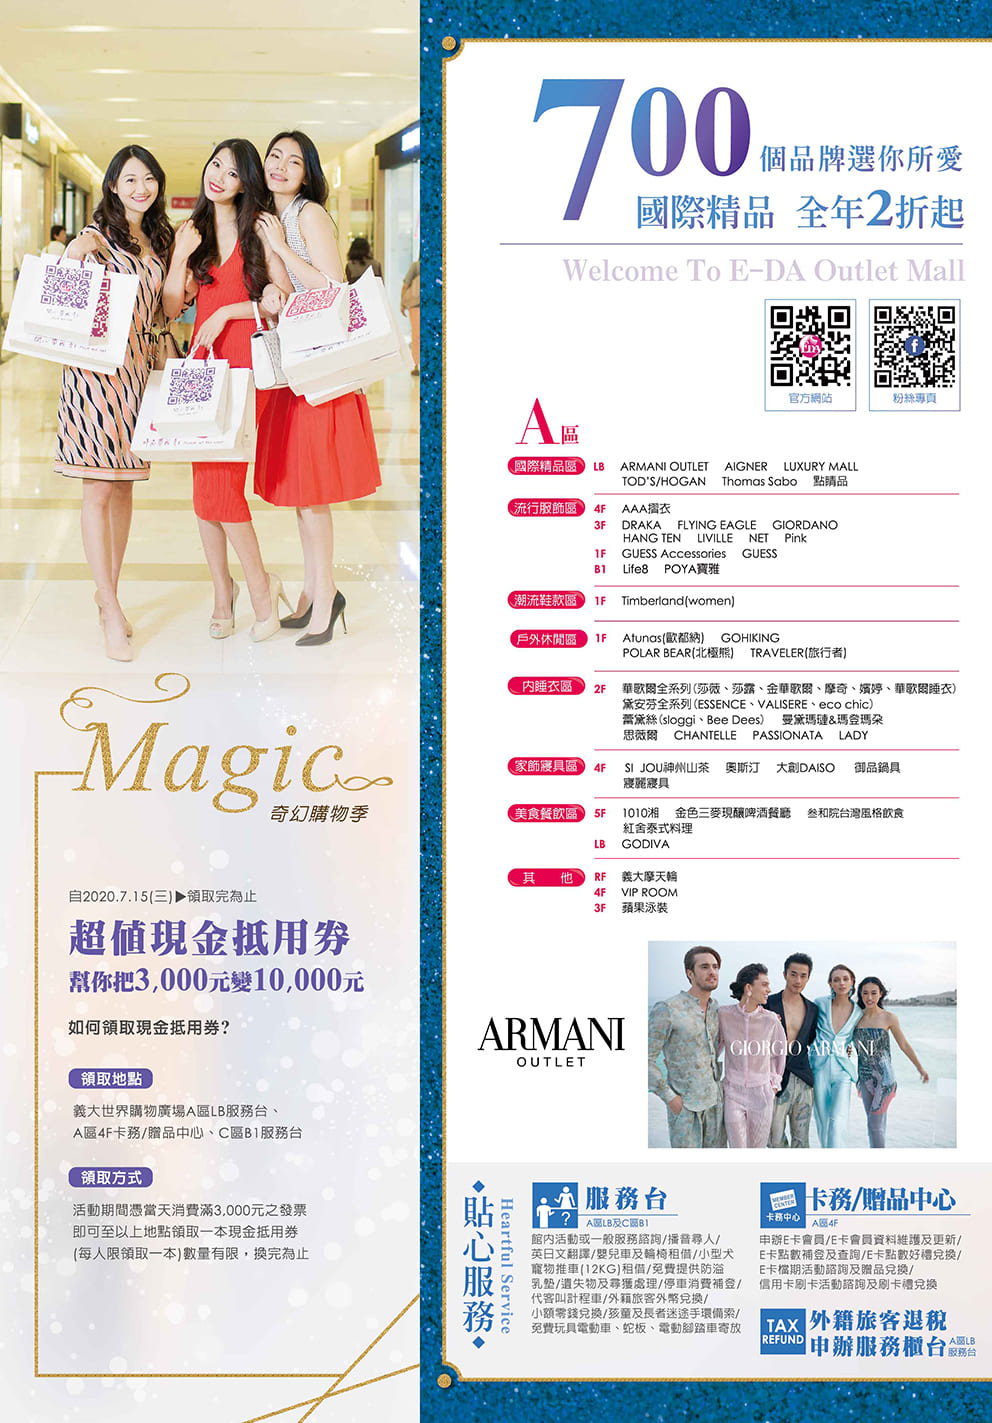 Magic
奇幻購物季
自2020.7.15(三)▶領取完為止
超值現金抵用券
幫你把3,000元變10,000元
如何領取現金抵用券?
領取地點
義大世界購物廣場A區LB服務台、
A區4F卡務/贈品中心、C區B1服務台
領取方式
活動期間憑當天消費滿3,000元之發票
即可至以上地點領取一本現金抵用券
(每人限領取一本)數量有限，換完為止
700個品牌選你所愛
國際精品 全年2折起
Welcome To E-DA Outlet Mall
官方網站
粉絲專頁
A區
國際精品區 LB ARMANI OUTLET AIGNER LUXURY MALL
TOD'S/HOGAN Thomas Sabo 點睛品
流行服飾區 4F AAA摺衣
3F DRAKA FLYING EAGLE GIORDANO
HANG TEN LIVILLE NET Pink
1F GUESS Accessories GUESS
B1 Life8 POYA寶雅
潮流鞋款區 1F Timberland(women)
戶外休閒區 1F Atunas(歐都納) GOHIKING
POLAR BEAR(北極熊) TRAVELER(旅行者)
內睡衣區 2F 華歌爾全系列(莎薇、莎露、金華歌爾、摩奇、嬪婷、華歌爾睡衣)
黛安芬全系列(ESSENCE、VALISERE、eco chic)
蕾黛絲(sloggi、Bee Dees) 曼黛瑪璉&瑪登瑪朵
思薇爾 CHANTELLE PASSIONATA LADY
家飾寢具區 4F SI JOU神州山茶 奧斯汀 大創DAISO 御品鍋具
寢麗寢具
美食餐飲區 5F 1010湘 金色三麥現釀啤酒餐廳 叁和院台灣風格飲食
紅舍泰式料理
LB GODIVA
其他 RF 義大摩天輪
4F VIP ROOM
3F 蘋果泳裝
ARMANI
OUTLET
GIORGIO ARMANI
貼心服務
Heartful Service
服務台
A區LB及C區B1
館內活動或一般服務諮詢/播音尋人/
英日文翻譯/嬰兒車及輪椅租借/小型犬
寵物推車(12KG)租借/免費提供防溢
乳墊/遺失物及尋獲處理/停車消費補登/
代客叫計程車/外籍旅客外幣兌換/
小額零錢兌換/孩童及長者迷途手環備索/
免費玩具電動車、蛇板、電動腳踏車寄放
MEMBER
CENTER
卡務中心
卡務/贈品中心
A區4F
申辦E卡會員/E卡會員資料維護及更新/
E卡點數補登及查詢/E卡點數好禮兌換/
E卡檔期活動諮詢及贈品兌換/
信用卡刷卡活動諮詢及刷卡禮兌換
TAX
REFUND
外籍旅客退稅
申辦服務櫃台
A區LB
服務台